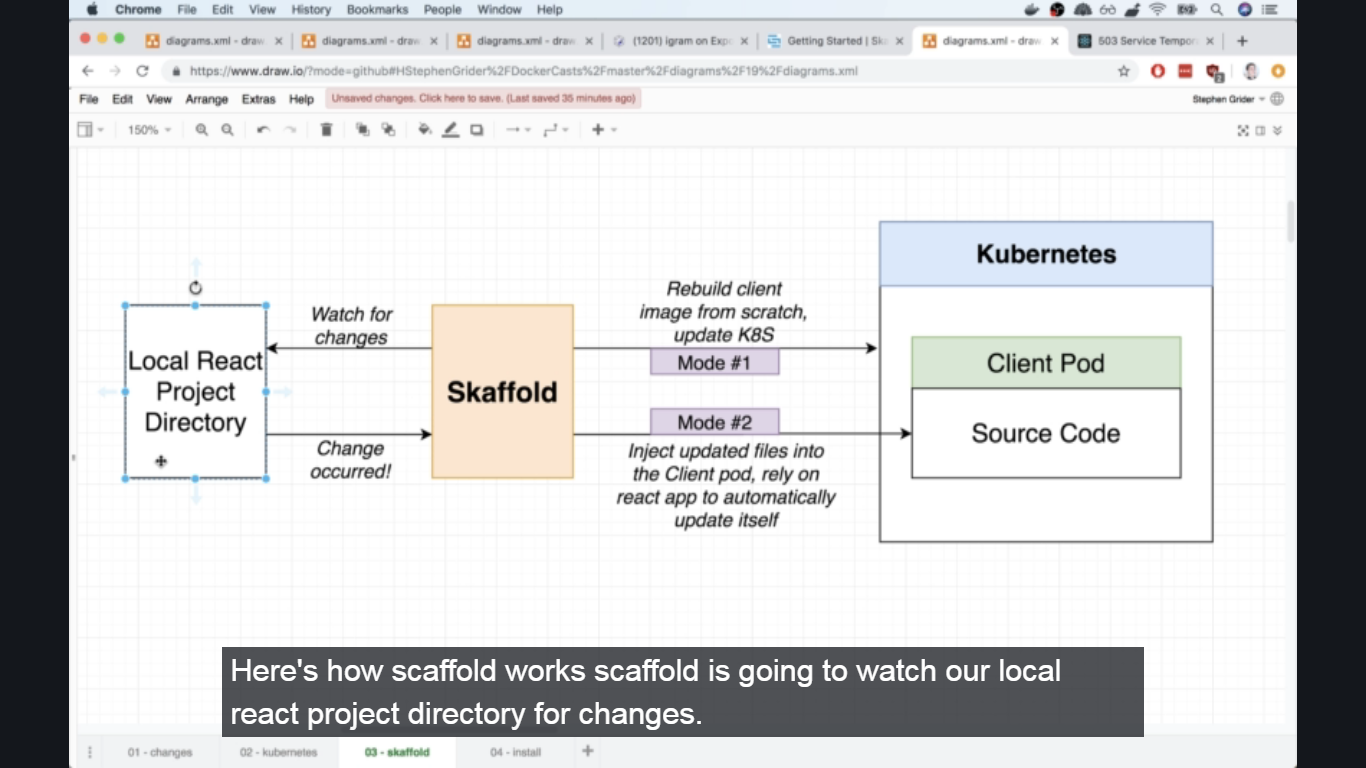 Chrome File Edit View History Bookmarks People Window Help
diagrams.xml - draw diagrams.xml - draw diagrams.xml - draw (1201) igram on Exp Getting Started | Ska diagrams.xml - draw 503 Service Tempor
https://www.draw.io/?mode=github#HStephenGrider%2FDockerCasts%2Fmaster%2Fdiagrams%2F19%2Fdiagrams.xml
File Edit View Arrange Extras Help Unsaved changes. Click here to save. (Last saved 35 minutes ago) Stephen Grider
150%
Kubernetes
Rebuild client
image from scratch,
update K8S
Mode #1
Watch for
changes
Local React
Project
Directory
Skaffold
Client Pod
Source Code
Mode #2
Change
occurred!
Inject updated files into
the Client pod, rely on
react app to automatically
update itself
Here's how scaffold works scaffold is going to watch our local
react project directory for changes.
01 - changes 02 - kubernetes 03 - skaffold 04 - install